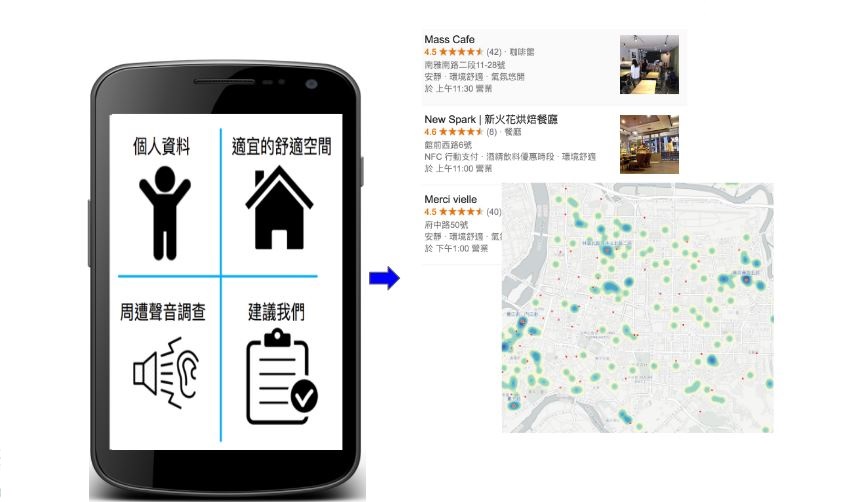 個人資料
適宜的舒適空間
周遭聲音調查
建議我們
Mass Cafe
4.5 (42) · 咖啡館
南雅南路二段11-28號
安靜 · 環境舒適 · 氣氛悠閒
於 上午11:30 營業
New Spark | 新火花烘焙餐廳
4.6 (8) · 餐廳
館前西路6號
NFC 行動支付 · 酒精飲料優惠時段 · 環境舒適
於 上午11:00 營業
Merci vielle
4.5 (40)
府中路50號
安靜 · 環境舒適 · 氣
於 下午1:00 營業